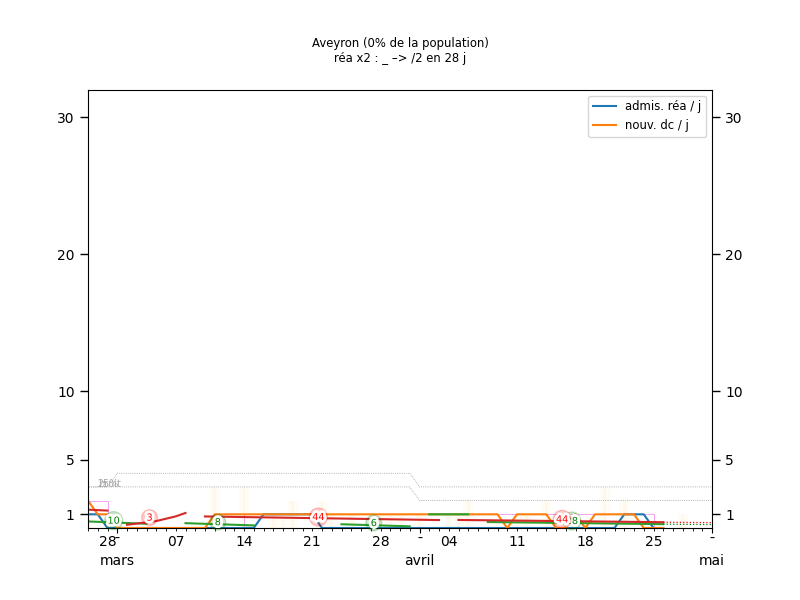 Aveyron (0% de la population)
réa x2 : _ –> /2 en 28 j
admis. réa / j
nouv. dc / j
30 30
20 20
10 10
5 5
1 1
10 3 8 44 6 44 8
28 - 07 14 21 28 - 04 11 18 25 -
mars avril mai